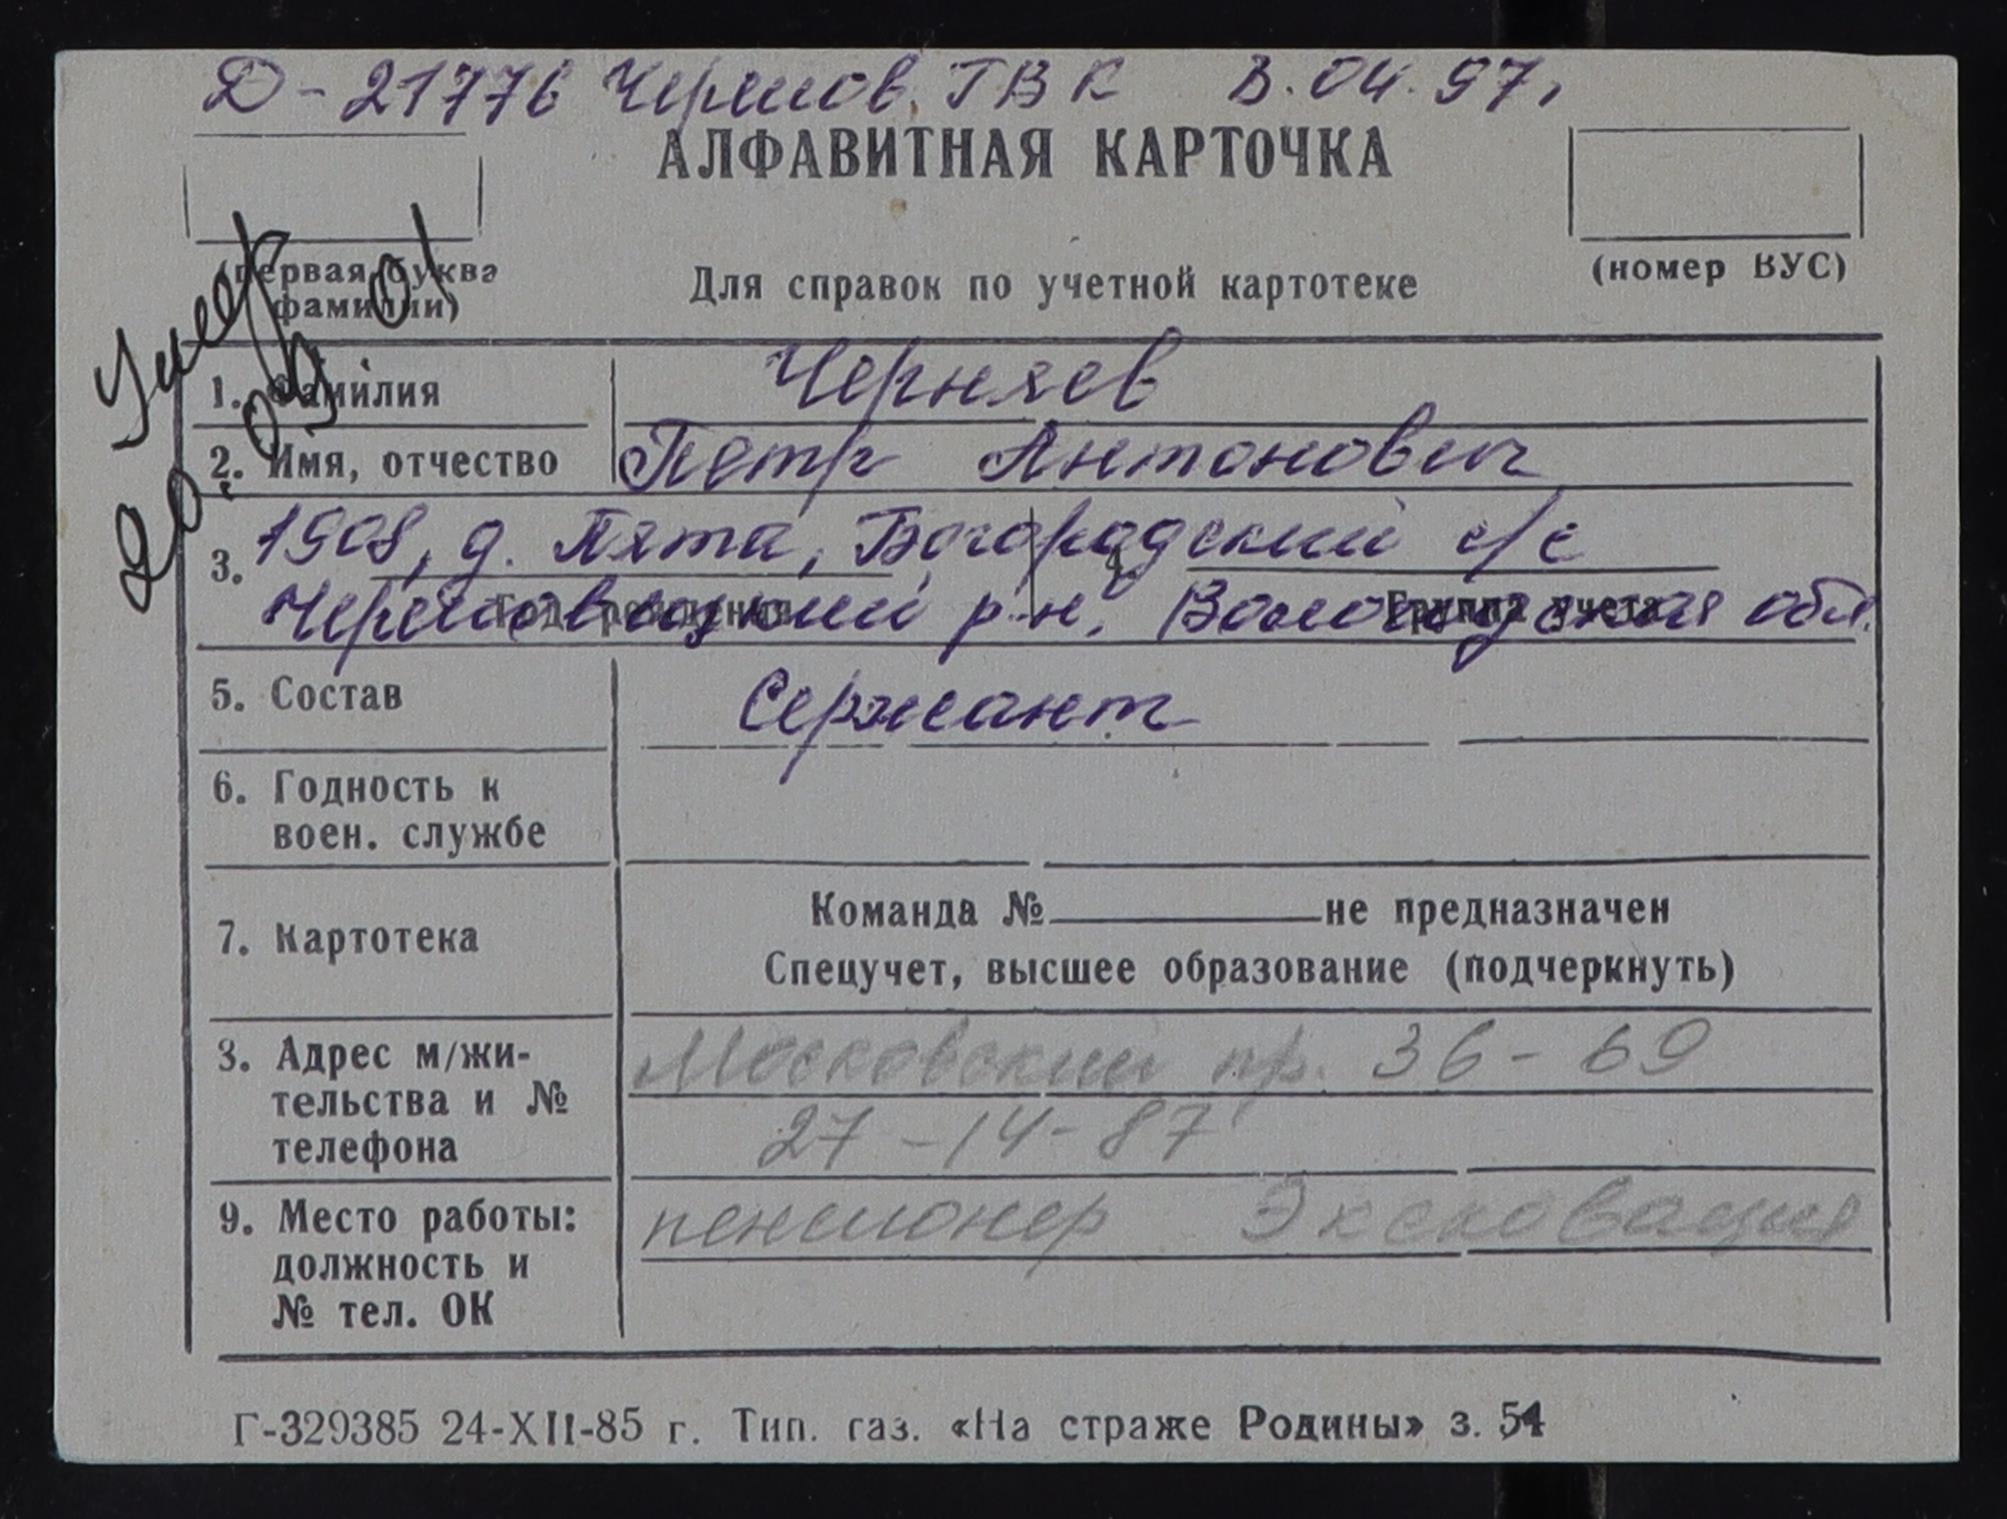 Д-21776 Черепов. ГВК В.04.97г
АЛФАВИТНАЯ КАРТОЧКА
(первая буква
фамилии)
Для справок по учетной картотеке
(номер ВУС)
Умер
20.04.01
1. Фамилия Черняев
2. Имя, отчество Петр Антонович
3. 1908, д. Пята, Богородский с/с 4.
Череповецкий р-н, Вологодская обл.
Год рождения Группа учета
5. Состав Сержант
6. Годность к
воен. службе
7. Картотека
Команда № не предназначен
Спецучет, высшее образование (подчеркнуть)
8. Адрес м/жи-
тельства и №
телефона
Московский пр. 36-69
27-14-87
9. Место работы:
должность и
№ тел. ОК
пенсионер
Г-329385 24-XII-85 г. Тип. газ. «На страже Родины» з. 54